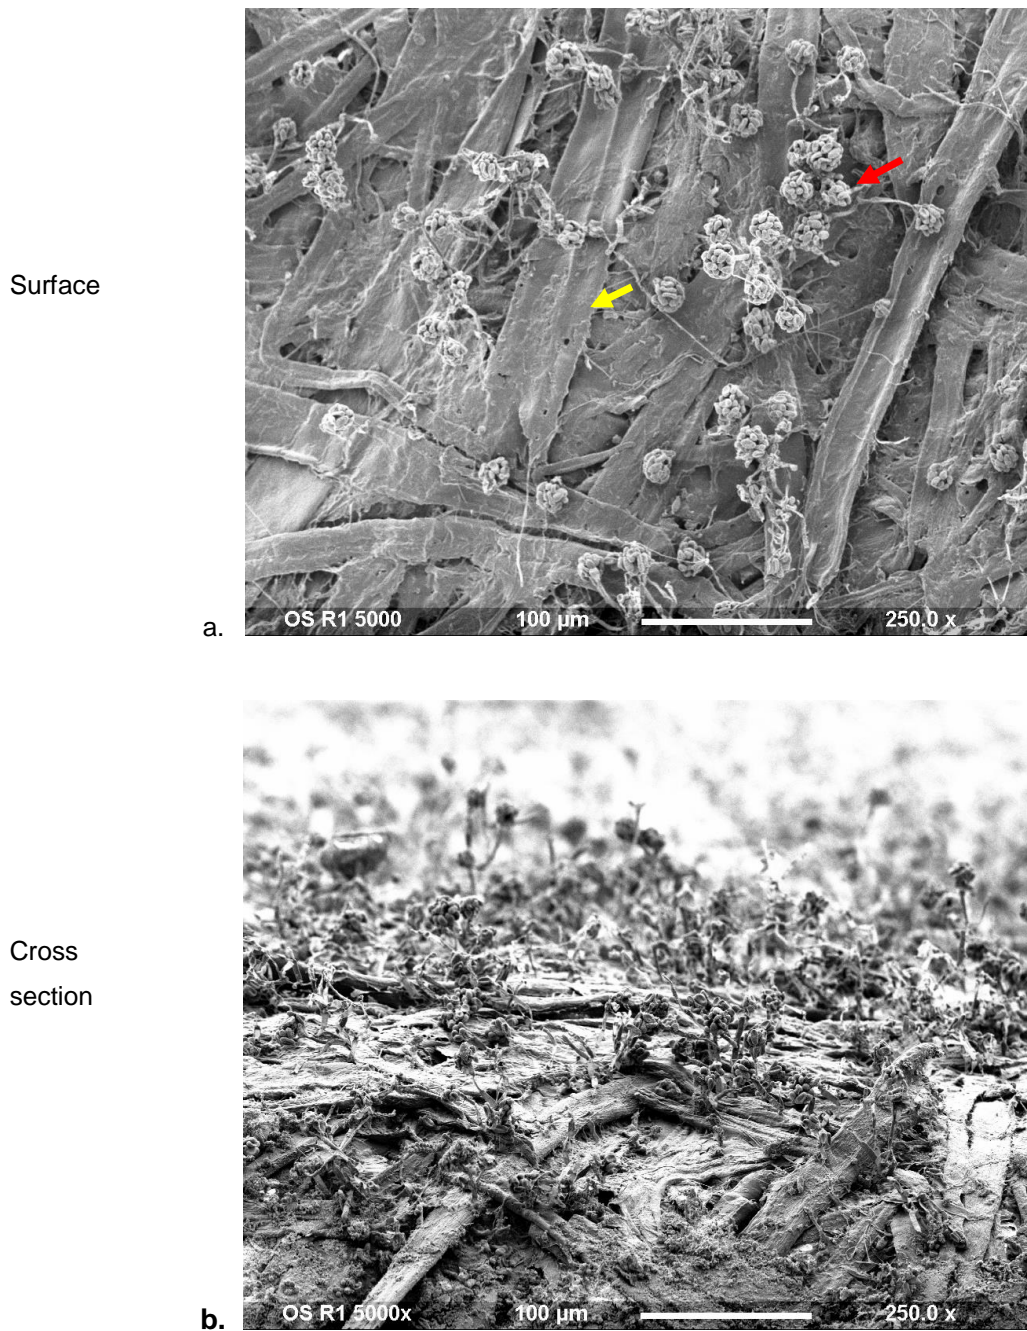 Surface
OS R1 5000 100 µm 250.0 x
a.
Cross
section
OS R1 5000x 100 µm 250.0 x
b.